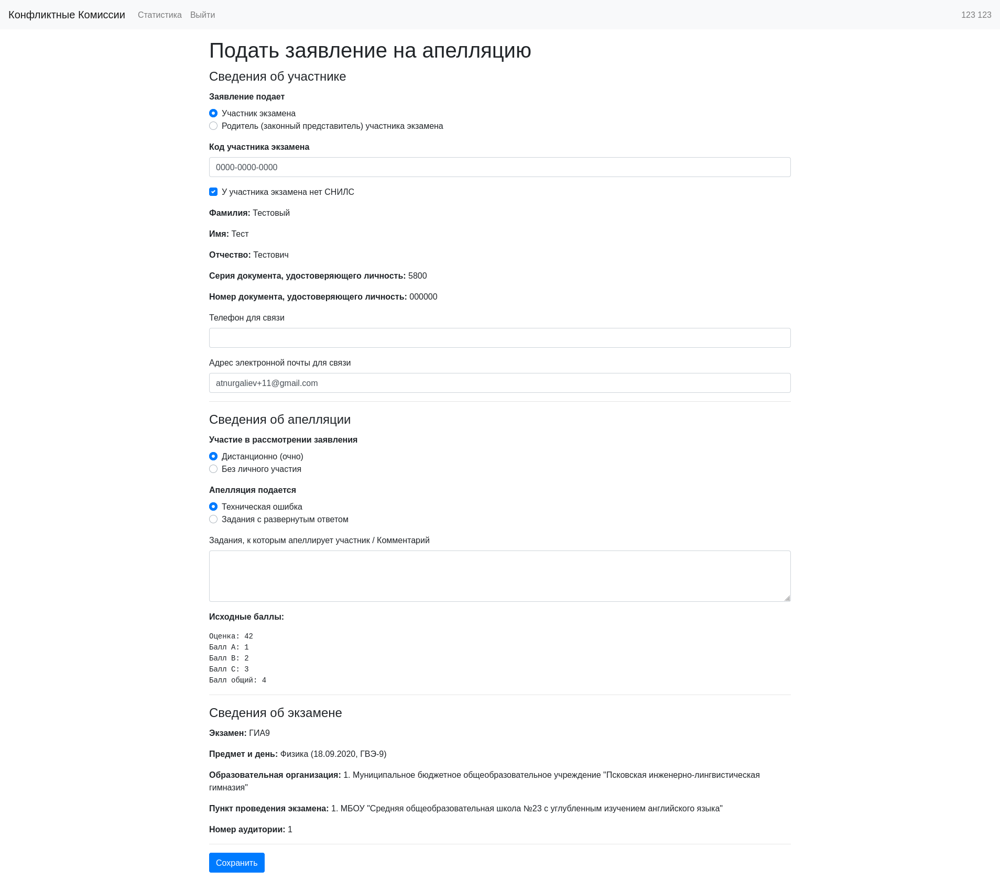 Конфликтные Комиссии Статистика Выйти 123 123
Подать заявление на апелляцию
Сведения об участнике
Заявление подает
Участник экзамена
Родитель (законный представитель) участника экзамена
Код участника экзамена
0000-0000-0000
У участника экзамена нет СНИЛС
Фамилия: Тестовый
Имя: Тест
Отчество: Тестович
Серия документа, удостоверяющего личность: 5800
Номер документа, удостоверяющего личность: 000000
Телефон для связи
Адрес электронной почты для связи
atnurgaliev+11@gmail.com
Сведения об апелляции
Участие в рассмотрении заявления
Дистанционно (очно)
Без личного участия
Апелляция подается
Техническая ошибка
Задания с развернутым ответом
Задания, к которым апеллирует участник / Комментарий
Исходные баллы:
Оценка: 42
Балл A: 1
Балл B: 2
Балл C: 3
Балл общий: 4
Сведения об экзамене
Экзамен: ГИА9
Предмет и день: Физика (18.09.2020, ГВЭ-9)
Образовательная организация: 1. Муниципальное бюджетное общеобразовательное учреждение "Псковская инженерно-лингвистическая
гимназия"
Пункт проведения экзамена: 1. МБОУ "Средняя общеобразовательная школа №23 с углубленным изучением английского языка"
Номер аудитории: 1
Сохранить